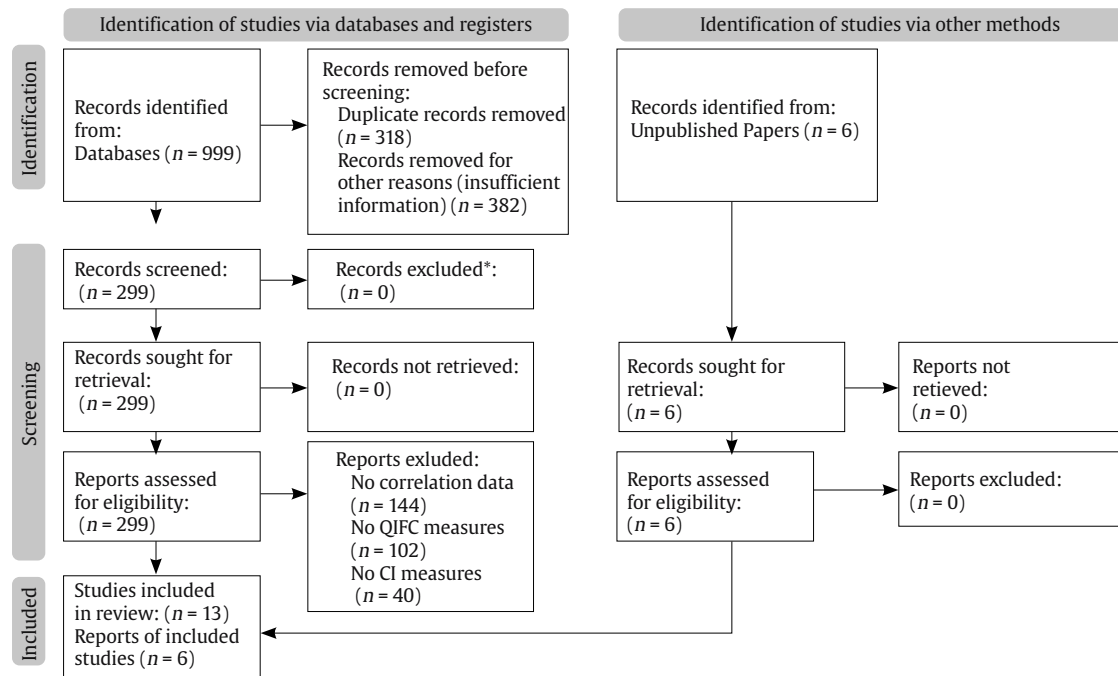 Identification of studies via databases and registers
Identification of studies via other methods
Identification
Records identified
from:
Databases (n = 999)
Records removed before
screening:
Duplicate records removed
(n = 318)
Records removed for
other reasons (insufficient
information) (n = 382)
Records identified from:
Unpublished Papers (n = 6)
Screening
Records screened:
(n = 299)
Records excluded*:
(n = 0)
Records sought for
retrieval:
(n = 299)
Records not retrieved:
(n = 0)
Records sought for
retrieval:
(n = 6)
Reports not
retieved:
(n = 0)
Reports assessed
for eligibility:
(n = 299)
Reports exluded:
No correlation data
(n = 144)
No QIFC measures
(n = 102)
No CI measures
(n = 40)
Reports assessed
for eligibility:
(n = 6)
Reports excluded:
(n = 0)
Included
Studies included
in review: (n = 13)
Reports of included
studies (n = 6)